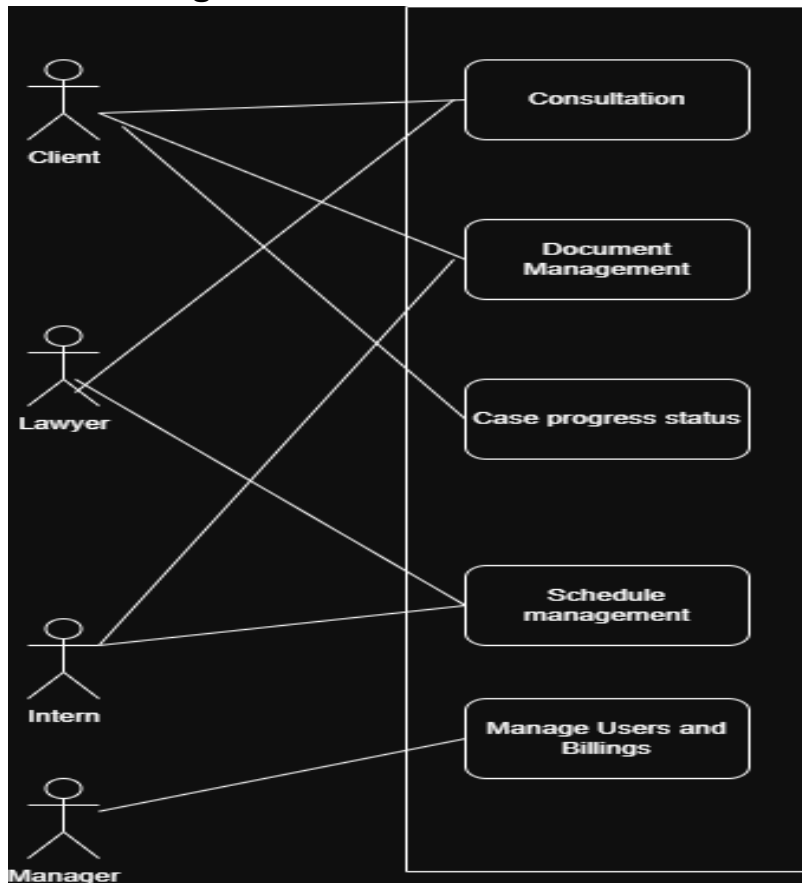 Client
Consultation
Document
Management
Lawyer
Case progress status
Schedule
management
Intern
Manage Users and
Billings
Manager